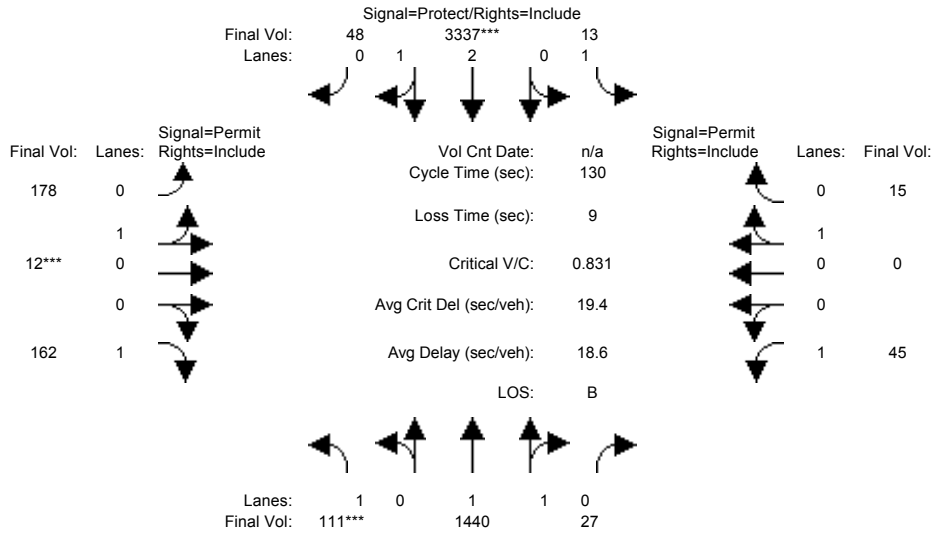 Signal=Protect/Rights=Include
Final Vol: 48 3337*** 13
Lanes: 0 1 2 0 1
Signal=Permit Signal=Permit
Final Vol: Lanes: Rights=Include Vol Cnt Date: n/a Rights=Include Lanes: Final Vol:
Cycle Time (sec): 130
178 0 0 15
Loss Time (sec): 9
1 1
12*** 0 Critical V/C: 0.831 0 0
0 Avg Crit Del (sec/veh): 19.4 0
162 1 Avg Delay (sec/veh): 18.6 1 45
LOS: B
Lanes: 1 0 1 1 0
Final Vol: 111*** 1440 27